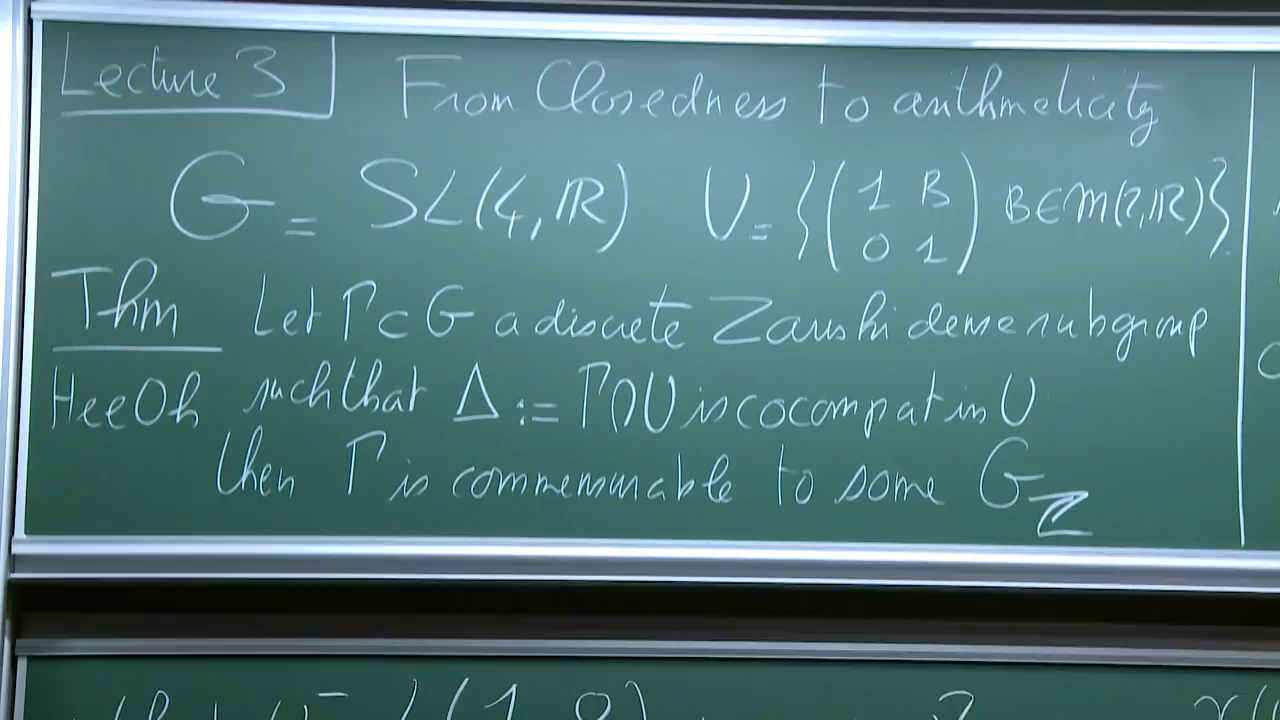 Lecture 3 From Closedness to arithmeticity
G = SL(4, ℝ) U = {( 1 B
0 1 ) B ∈ M(2, ℝ)}
Thm Let Γ ⊂ G a discrete Zariski dense subgroup
Hee Oh such that Δ := Γ ∩ U is cocompat in U
then Γ is commensurable to some G_ℤ